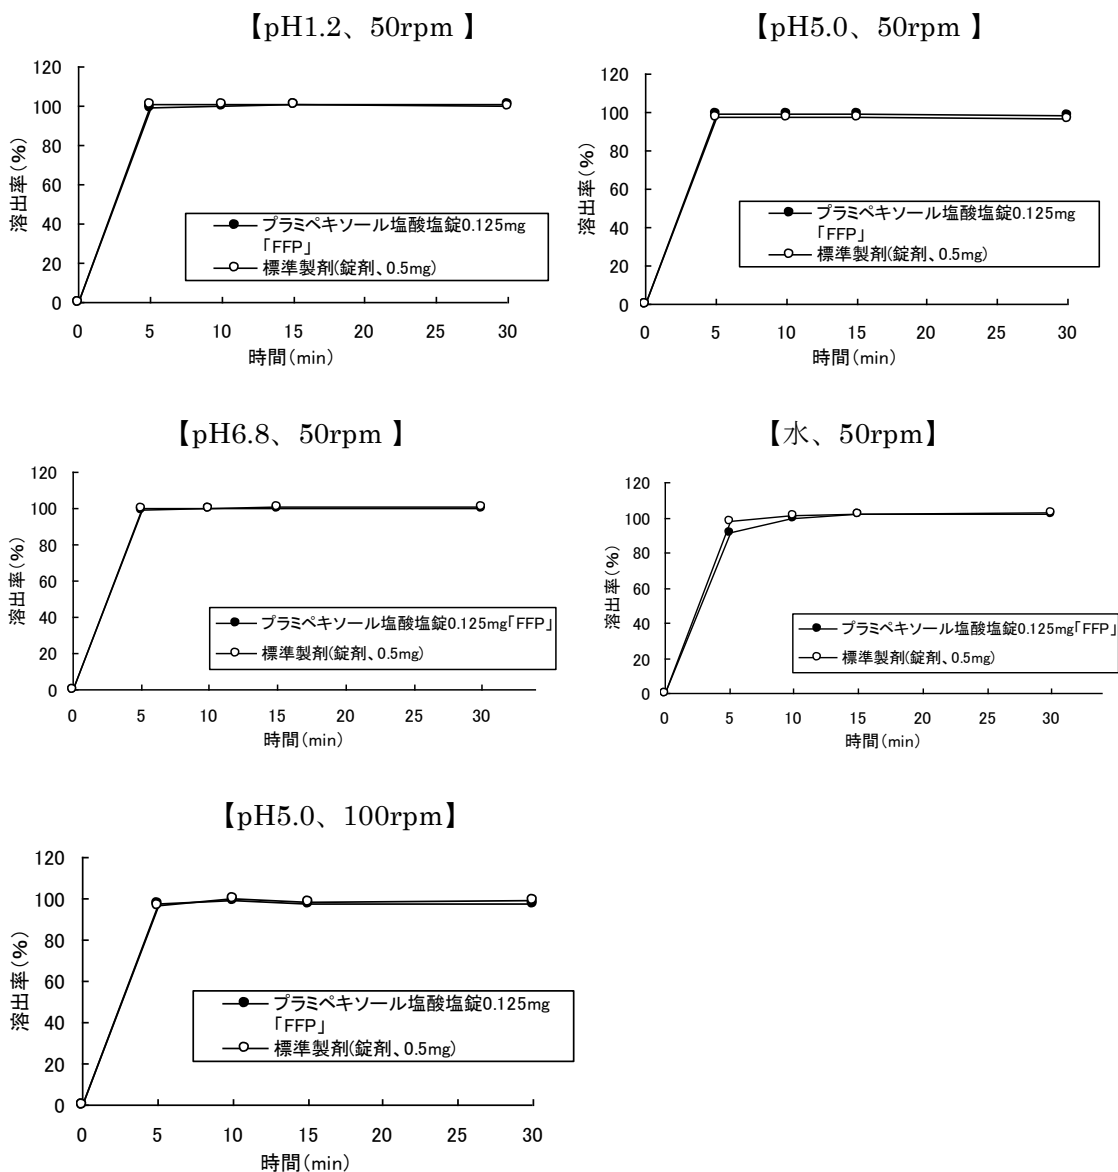 【pH1.2、50rpm 】
120
100
80
60
40
20
0
溶出率(%)
プラミペキソール塩酸塩錠0.125mg
「FFP」
標準製剤(錠剤、0.5mg)
0 5 10 15 20 25 30
時間(min)
【pH5.0、50rpm 】
120
100
80
60
40
20
0
溶出率(%)
プラミペキソール塩酸塩錠0.125mg
「FFP」
標準製剤(錠剤、0.5mg)
0 5 10 15 20 25 30
時間(min)
【pH6.8、50rpm 】
120
100
80
60
40
20
0
溶出率(%)
プラミペキソール塩酸塩錠0.125mg「FFP」
標準製剤(錠剤、0.5mg)
0 5 10 15 20 25 30
時間(min)
【水、50rpm】
120
100
80
60
40
20
0
溶出率(%)
プラミペキソール塩酸塩錠0.125mg「FFP」
標準製剤(錠剤、0.5mg)
0 5 10 15 20 25 30
時間(min)
【pH5.0、100rpm】
120
100
80
60
40
20
0
溶出率(%)
プラミペキソール塩酸塩錠0.125mg
「FFP」
標準製剤(錠剤、0.5mg)
0 5 10 15 20 25 30
時間(min)